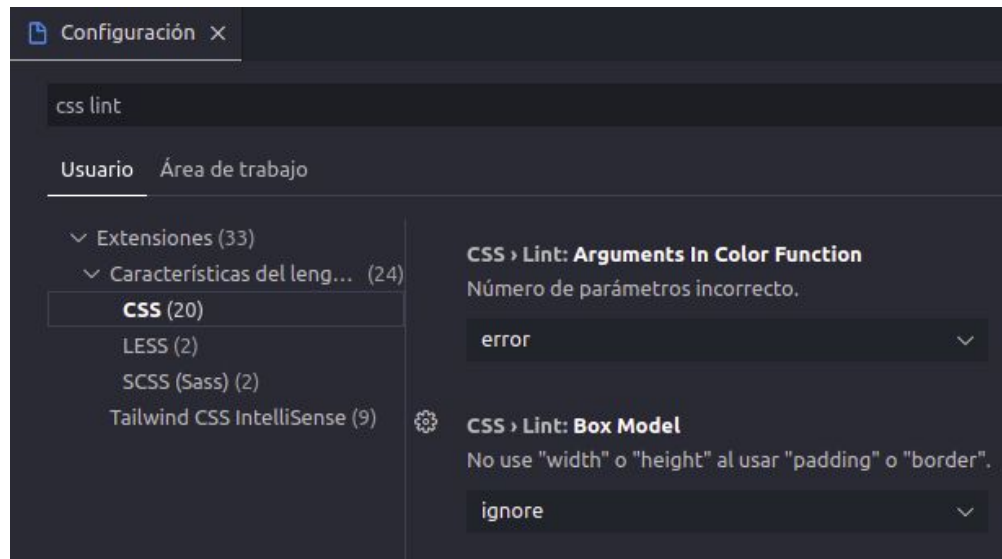 Configuración
css lint
Usuario Área de trabajo
Extensiones (33)
Características del leng... (24)
CSS (20)
LESS (2)
SCSS (Sass) (2)
Tailwind CSS IntelliSense (9)
CSS › Lint: Arguments In Color Function
Número de parámetros incorrecto.
error
CSS › Lint: Box Model
No use "width" o "height" al usar "padding" o "border".
ignore